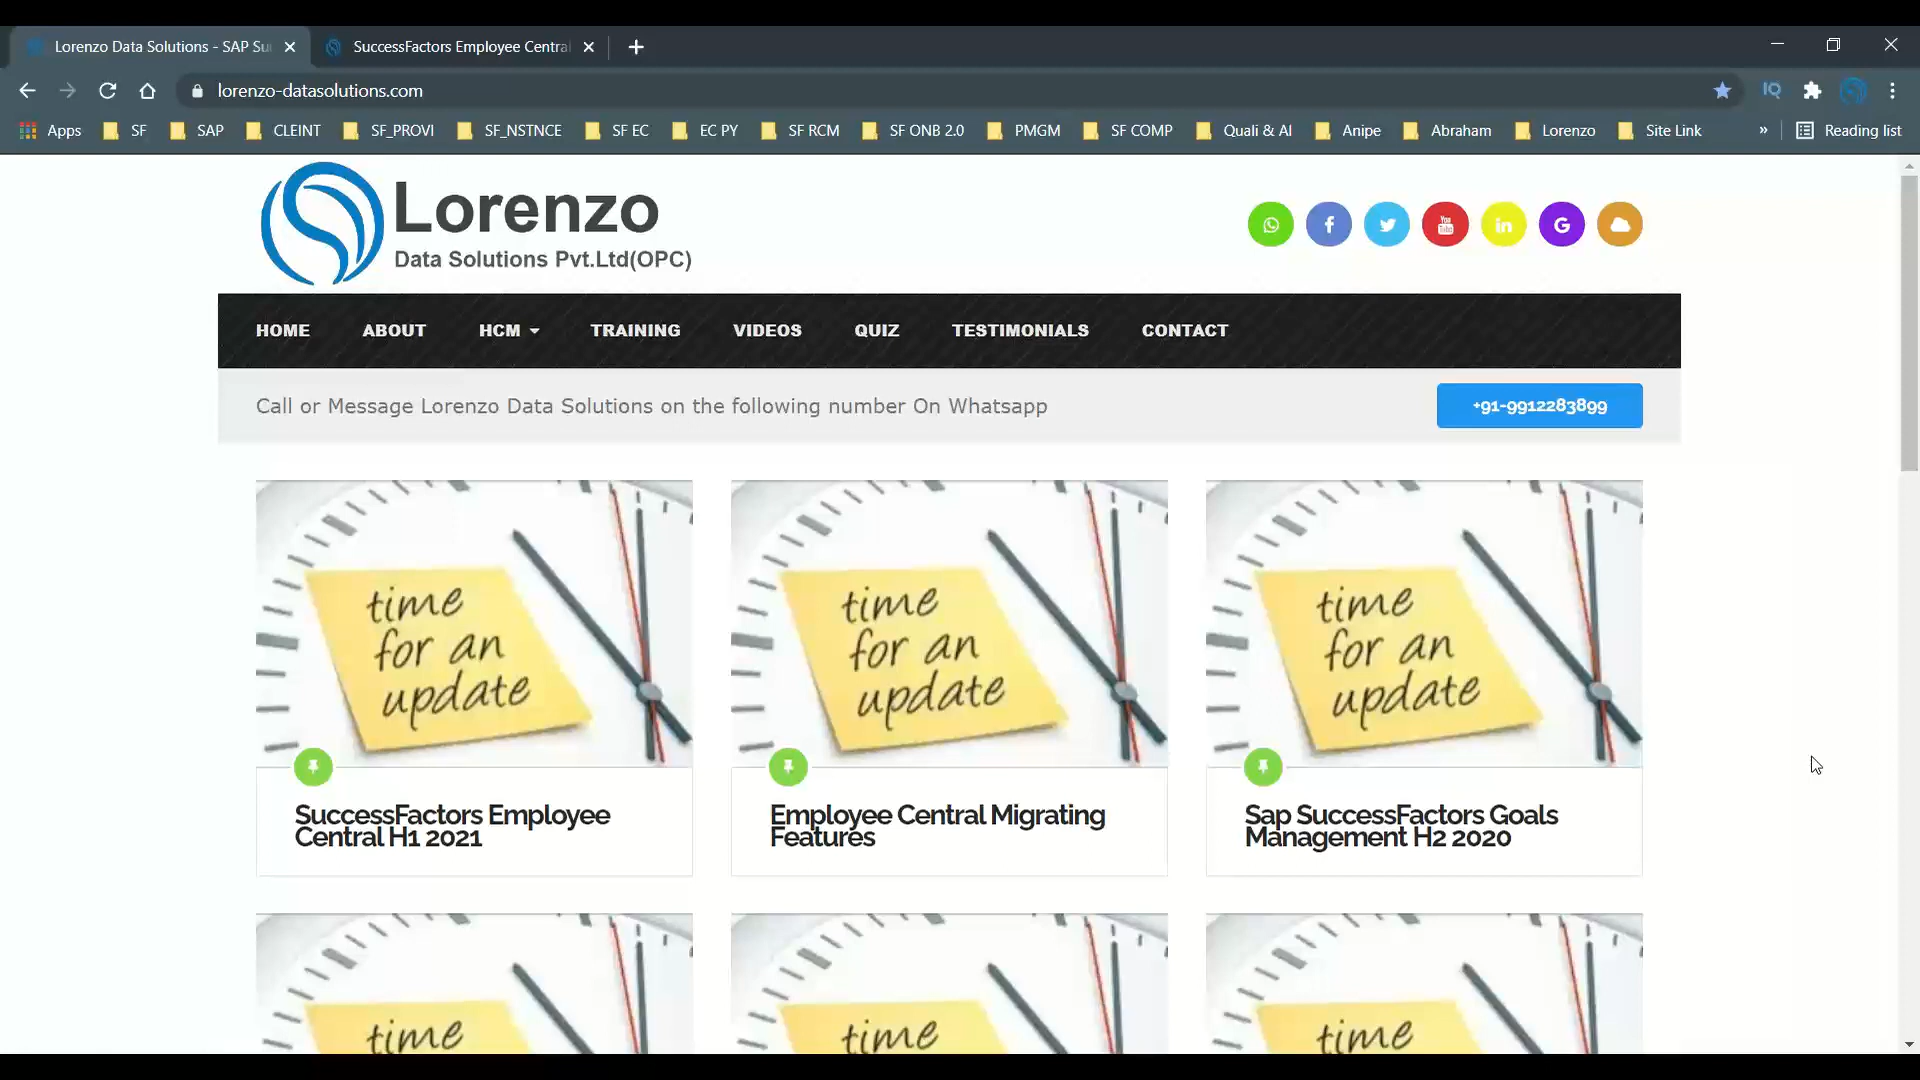 Lorenzo Data Solutions - SAP Su
SuccessFactors Employee Centra
lorenzo-datasolutions.com
IQ
Apps
SF
SAP
CLEINT
SF_PROVI
SF_NSTNCE
SF EC
EC PY
SF RCM
SF ONB 2.0
PMGM
SF COMP
Quali & AI
Anipe
Abraham
Lorenzo
Site Link
»
Reading list
Lorenzo
Data Solutions Pvt.Ltd(OPC)
HOME
ABOUT
HCM
TRAINING
VIDEOS
QUIZ
TESTIMONIALS
CONTACT
Call or Message Lorenzo Data Solutions on the following number On Whatsapp
+91-9912283899
time
for an
update
time
for an
update
time
for an
update
SuccessFactors Employee
Central H1 2021
Employee Central Migrating
Features
Sap SuccessFactors Goals
Management H2 2020
time
time
time